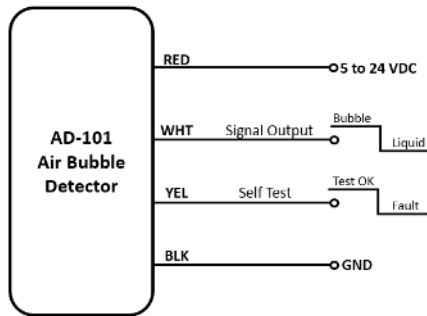 AD-101
Air Bubble
Detector
RED
5 to 24 VDC
WHT
Signal Output
Bubble
Liquid
YEL
Self Test
Test OK
Fault
BLK
GND